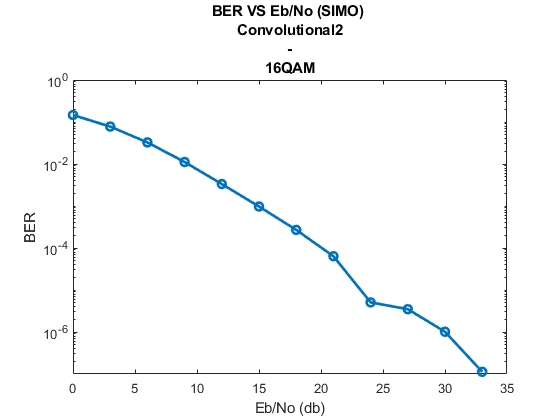 BER VS Eb/No (SIMO)
Convolutional2
-
16QAM
10^0
10^-2
10^-4
10^-6
BER
0 5 10 15 20 25 30 35
Eb/No (db)